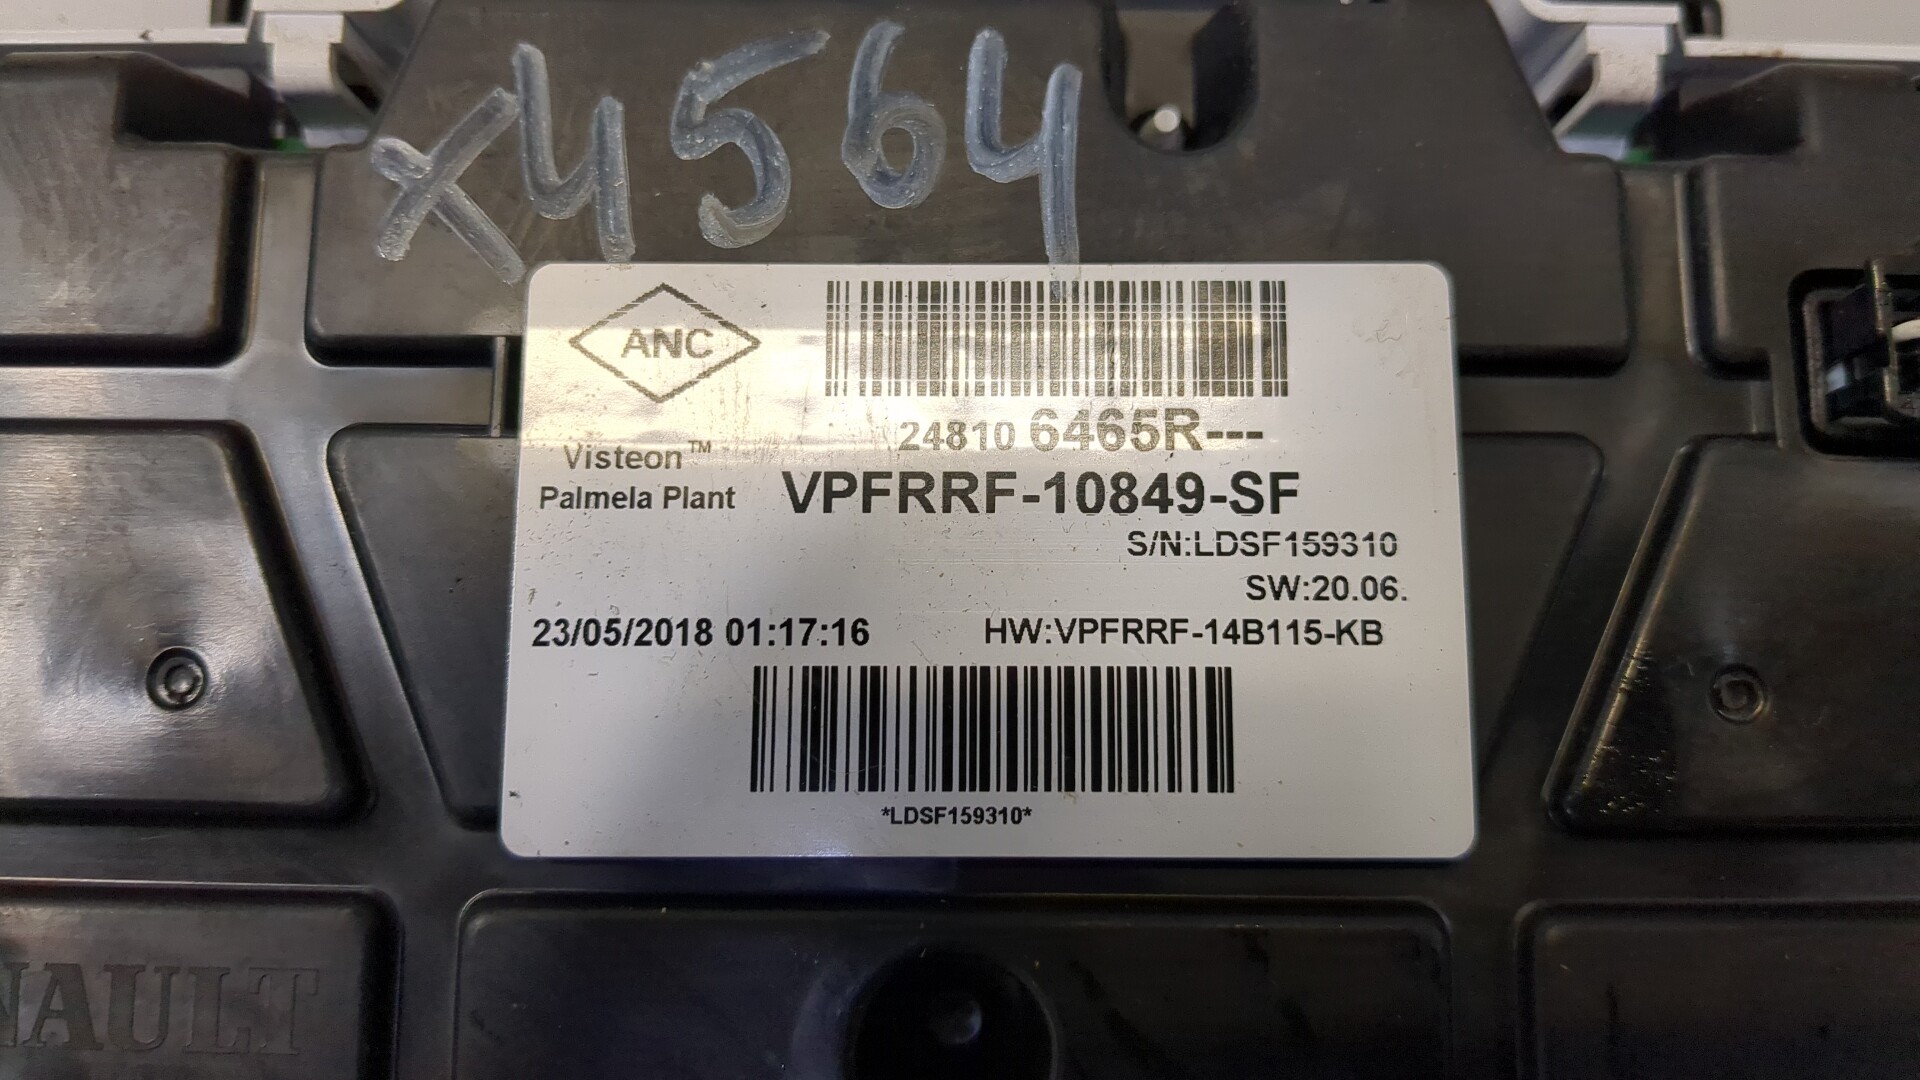 X4564
ANC
24810 6465R---
Visteon™
Palmela Plant
VPFRRF-10849-SF
S/N:LDSF159310
SW:20.06.
23/05/2018 01:17:16
HW:VPFRRF-14B115-KB
*LDSF159310*
NAULT